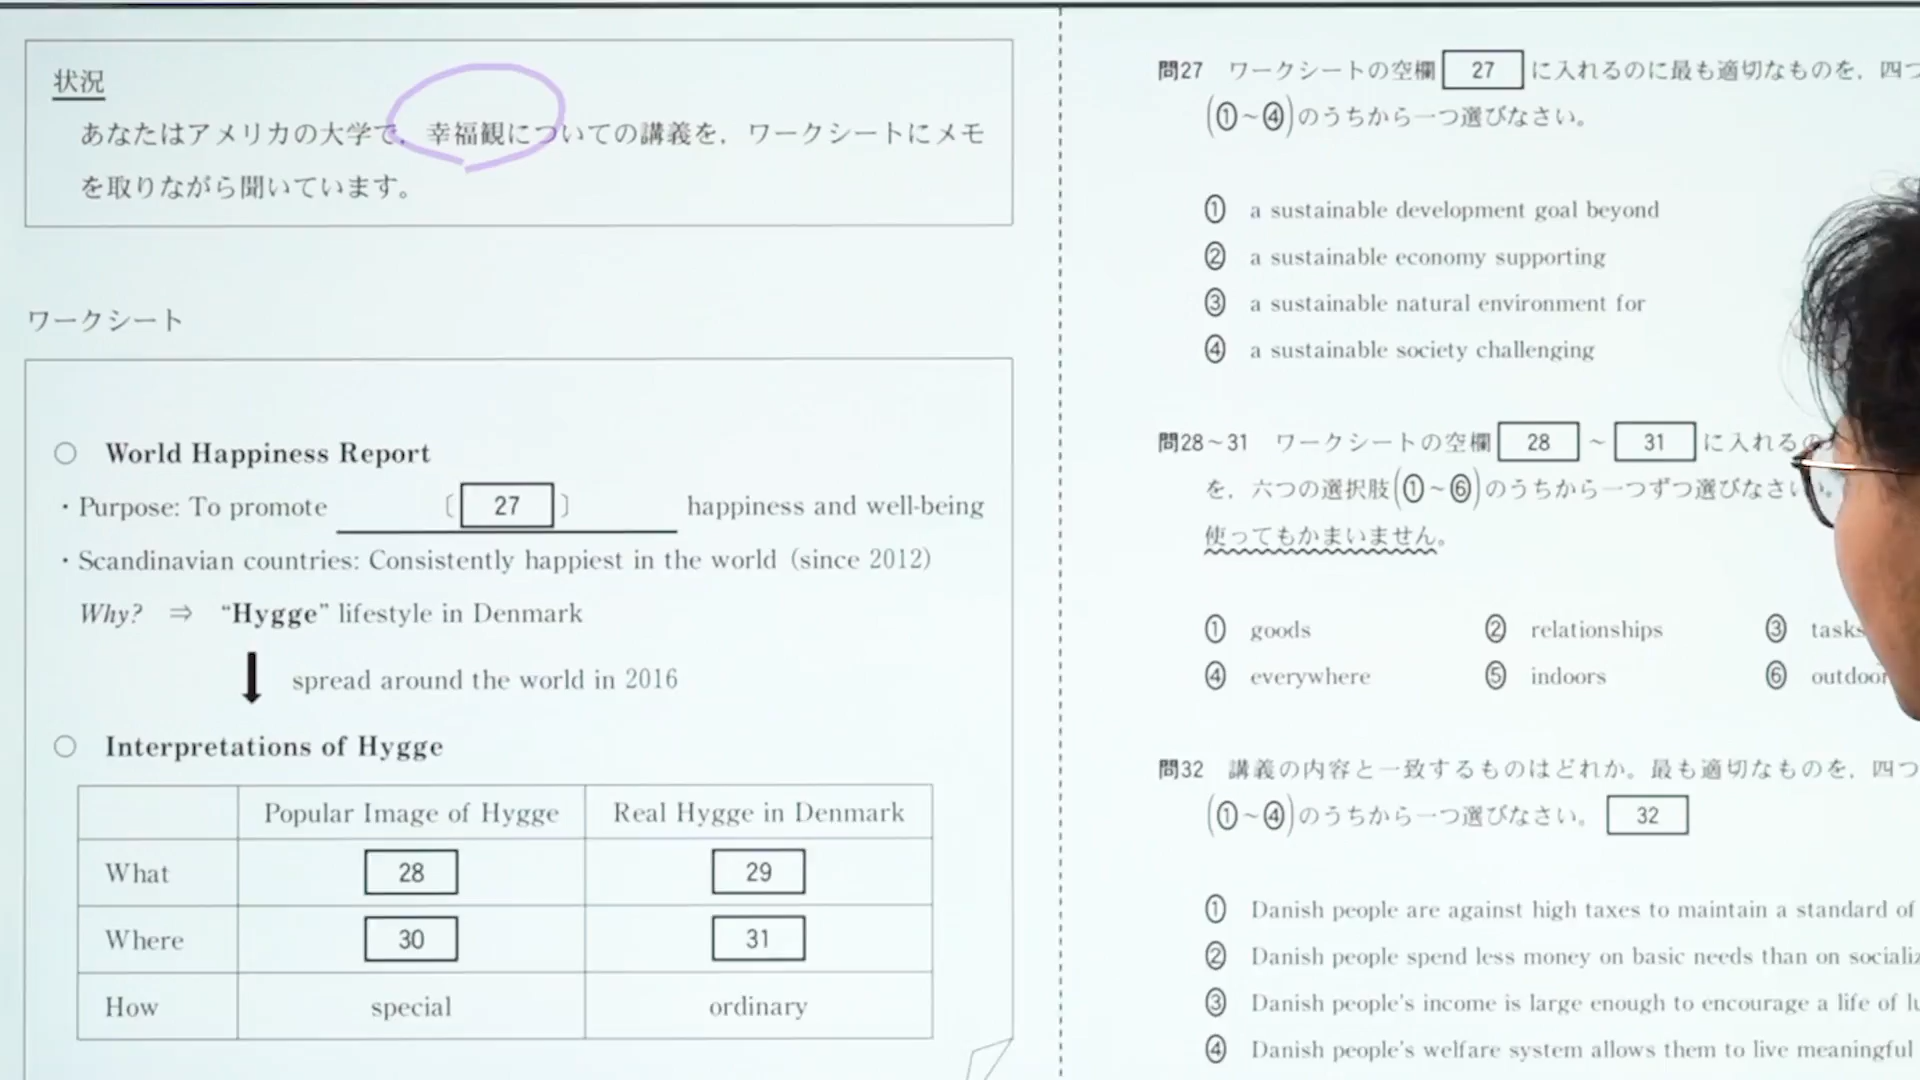 状況
あなたはアメリカの大学で，幸福観についての講義を，ワークシートにメモ
を取りながら聞いています。
ワークシート
○ World Happiness Report
・Purpose: To promote 〔 27 〕 happiness and well-being
・Scandinavian countries: Consistently happiest in the world (since 2012)
Why? ⇒ “Hygge” lifestyle in Denmark
spread around the world in 2016
○ Interpretations of Hygge
Popular Image of Hygge Real Hygge in Denmark
What 28 29
Where 30 31
How special ordinary
問27 ワークシートの空欄 27 に入れるのに最も適切なものを，四つ
(①～④)のうちから一つ選びなさい。
① a sustainable development goal beyond
② a sustainable economy supporting
③ a sustainable natural environment for
④ a sustainable society challenging
問28～31 ワークシートの空欄 28 ～ 31 に入れる
を，六つの選択肢(①～⑥)のうちから一つずつ選びなさい。
使ってもかまいません。
① goods ② relationships ③ tasks
④ everywhere ⑤ indoors ⑥
問32 講義の内容と一致するものはどれか。最も適切なものを，四つ
(①～④)のうちから一つ選びなさい。 32
① Danish people are against high taxes to maintain a standard of
② Danish people spend less money on basic needs than on
③ Danish people's income is large enough to encourage a life of
④ Danish people's welfare system allows them to live meaningful